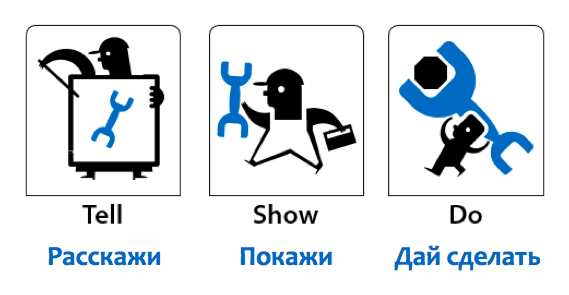 Tell
Show
Do
Расскажи
Покажи
Дай сделать